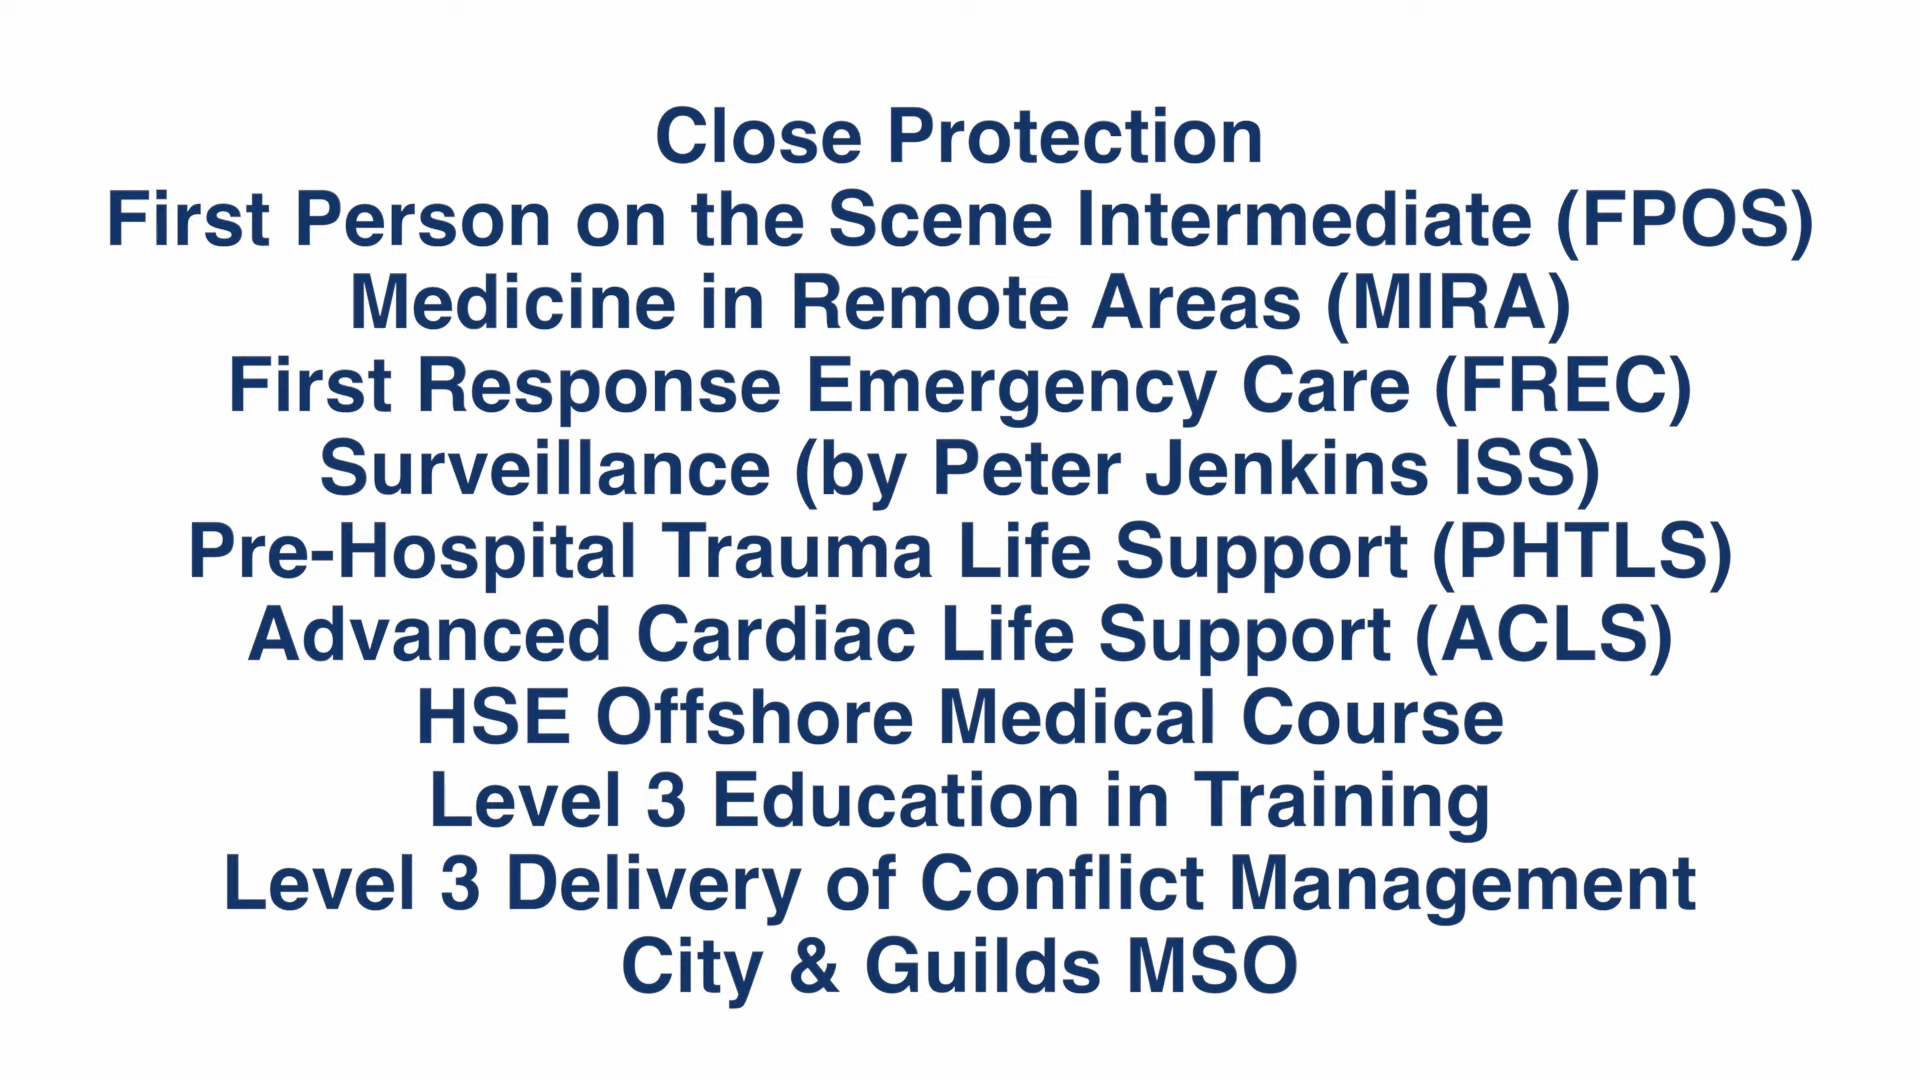 Close Protection
First Person on the Scene Intermediate (FPOS)
Medicine in Remote Areas (MIRA)
First Response Emergency Care (FREC)
Surveillance (by Peter Jenkins ISS)
Pre-Hospital Trauma Life Support (PHTLS)
Advanced Cardiac Life Support (ACLS)
HSE Offshore Medical Course
Level 3 Education in Training
Level 3 Delivery of Conflict Management
City & Guilds MSO